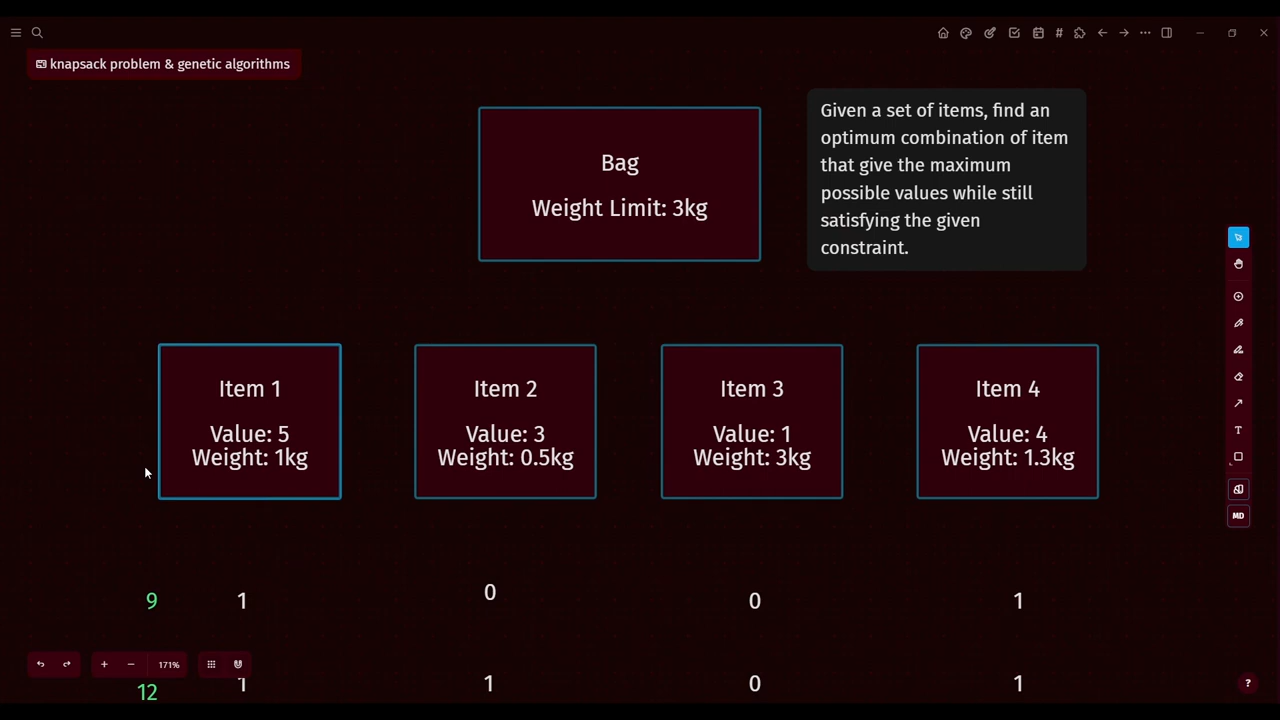 knapsack problem & genetic algorithms
Bag
Weight Limit: 3kg
Given a set of items, find an
optimum combination of item
that give the maximum
possible values while still
satisfying the given
constraint.
Item 1
Value: 5
Weight: 1kg
Item 2
Value: 3
Weight: 0.5kg
Item 3
Value: 1
Weight: 3kg
Item 4
Value: 4
Weight: 1.3kg
T
MD
9 1 0 0 1
171%
12 1 1 0 1
?